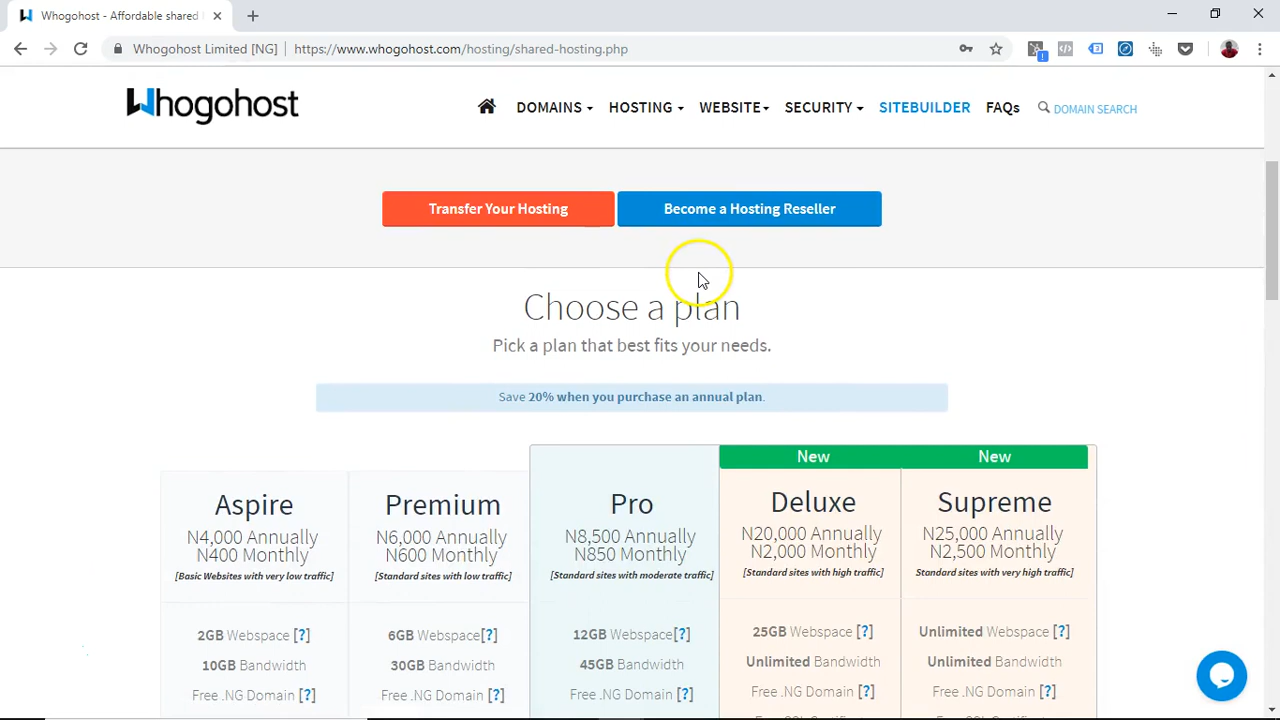 Whogohost - Affordable shared
Whogohost Limited [NG] https://www.whogohost.com/hosting/shared-hosting.php
Whogohost
DOMAINS HOSTING WEBSITE SECURITY SITEBUILDER FAQs DOMAIN SEARCH
Transfer Your Hosting Become a Hosting Reseller
Choose a plan
Pick a plan that best fits your needs.
Save 20% when you purchase an annual plan.
New New
Aspire Premium Pro Deluxe Supreme
N4,000 Annually N6,000 Annually N8,500 Annually N20,000 Annually N25,000 Annually
N400 Monthly N600 Monthly N850 Monthly N2,000 Monthly N2,500 Monthly
[Basic Websites with very low traffic] [Standard sites with low traffic] [Standard sites with moderate traffic] [Standard sites with high traffic] Standard sites with very high traffic]
2GB Webspace [?] 6GB Webspace[?] 12GB Webspace[?] 25GB Webspace [?] Unlimited Webspace [?]
10GB Bandwidth 30GB Bandwidth 45GB Bandwidth Unlimited Bandwidth Unlimited Bandwidth
Free .NG Domain [?] Free .NG Domain [?] Free .NG Domain [?] Free .NG Domain [?] Free .NG Domain [?]